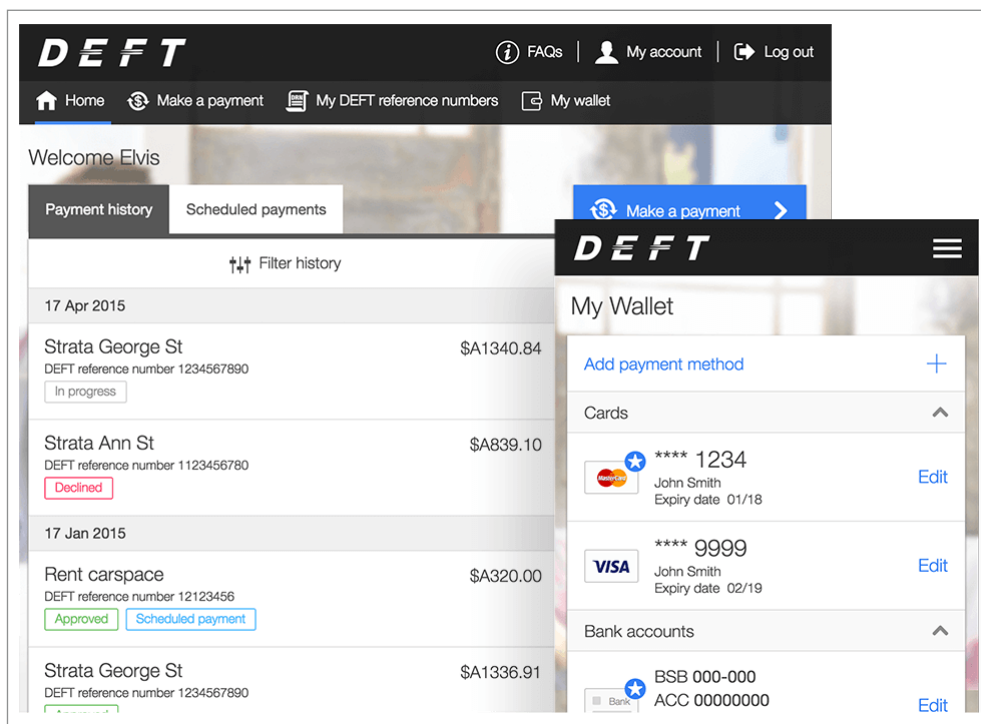 DEFT
FAQs
My account
Log out
Home
Make a payment
DRN
My DEFT reference numbers
My wallet
Welcome Elvis
Payment history
Scheduled payments
Make a payment
Filter history
17 Apr 2015
Strata George St
$A1340.84
DEFT reference number 1234567890
In progress
Strata Ann St
$A839.10
DEFT reference number 1123456780
Declined
17 Jan 2015
Rent carspace
$A320.00
DEFT reference number 12123456
Approved
Scheduled payment
Strata George St
$A1336.91
DEFT reference number 1234567890
Approved
DEFT
My Wallet
Add payment method
Cards
MasterCard
**** 1234
John Smith
Expiry date 01/18
Edit
VISA
**** 9999
John Smith
Expiry date 02/19
Edit
Bank accounts
Bank
BSB 000-000
ACC 00000000
Edit